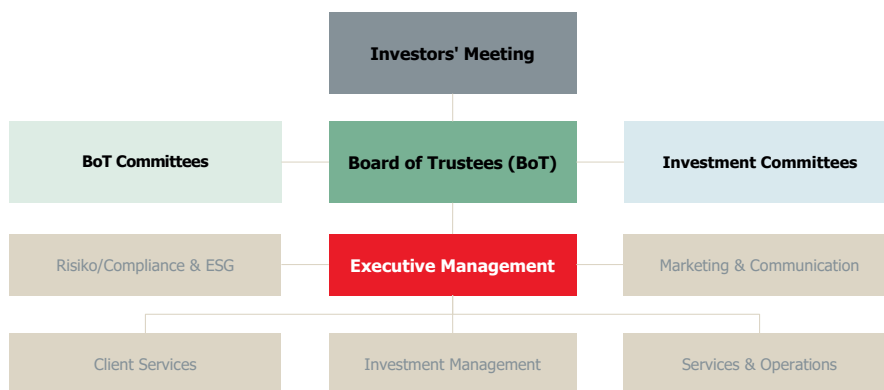 Investors' Meeting
BoT Committees
Board of Trustees (BoT)
Investment Committees
Risiko/Compliance & ESG
Executive Management
Marketing & Communication
Client Services
Investment Management
Services & Operations